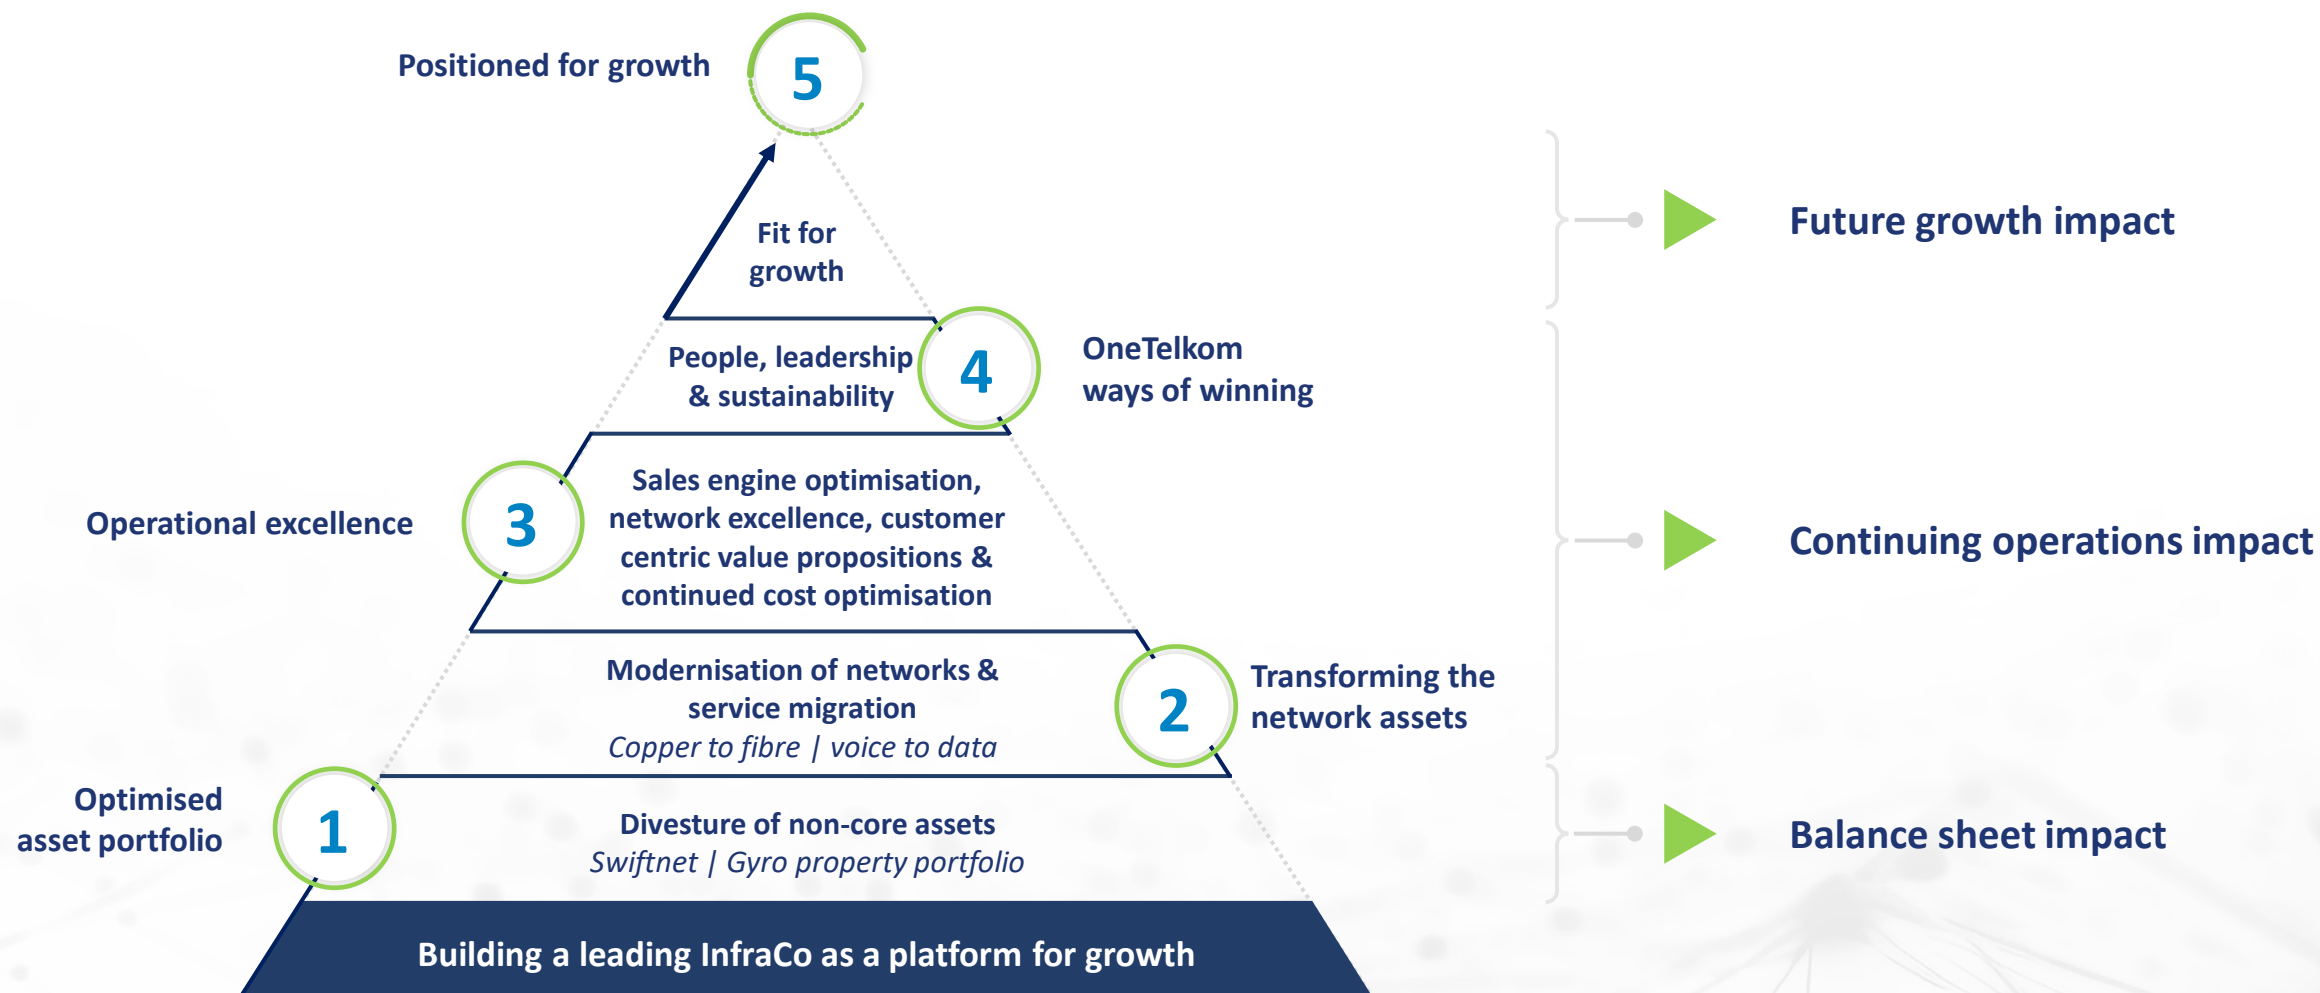 Positioned for growth
5
Fit for
growth
Future growth impact
People, leadership
& sustainability
4
OneTelkom
ways of winning
Operational excellence
3
Sales engine optimisation,
network excellence, customer
centric value propositions &
continued cost optimisation
Continuing operations impact
Modernisation of networks &
service migration
Copper to fibre | voice to data
2
Transforming the
network assets
Optimised
asset portfolio
1
Divesture of non-core assets
Swiftnet | Gyro property portfolio
Balance sheet impact
Building a leading InfraCo as a platform for growth